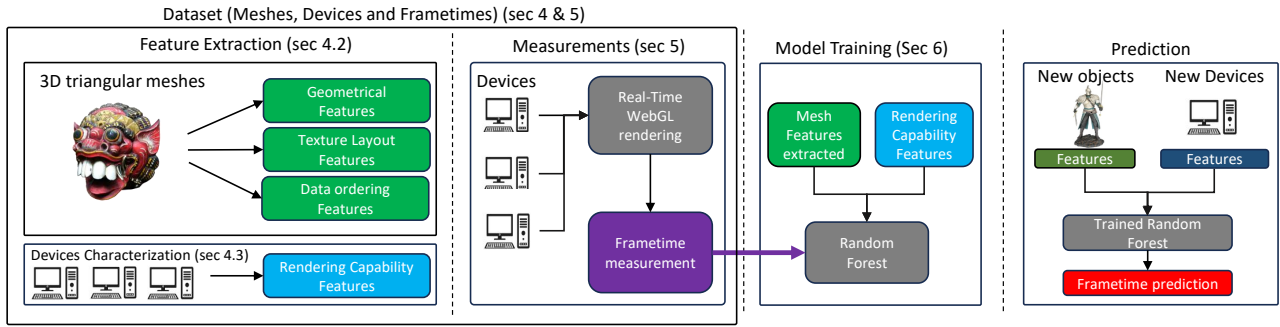 Dataset (Meshes, Devices and Frametimes) (sec 4 & 5)
Feature Extraction (sec 4.2)
3D triangular meshes
Geometrical
Features
Texture Layout
Features
Data ordering
Features
Devices Characterization (sec 4.3)
Rendering Capability
Features
Measurements (sec 5)
Devices
Real-Time
WebGL
rendering
Frametime
measurement
Model Training (Sec 6)
Mesh
Features
extracted
Rendering
Capability
Features
Random
Forest
Prediction
New objects
New Devices
Features
Features
Trained Random
Forest
Frametime prediction